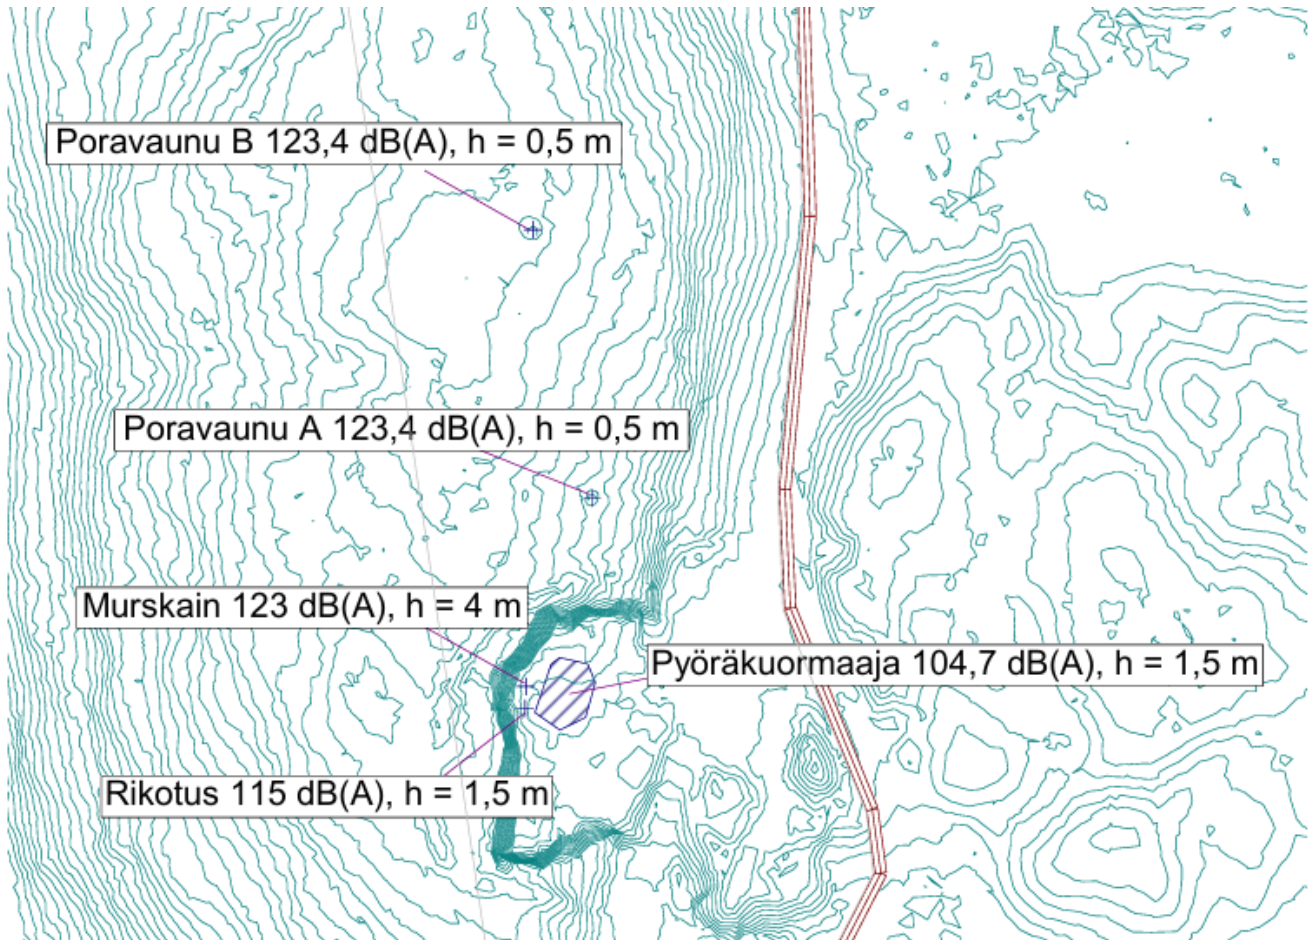 Poravaunu B 123,4 dB(A), h = 0,5 m
Poravaunu A 123,4 dB(A), h = 0,5 m
Murskain 123 dB(A), h = 4 m
Pyöräkuormaaja 104,7 dB(A), h = 1,5 m
Rikotus 115 dB(A), h = 1,5 m